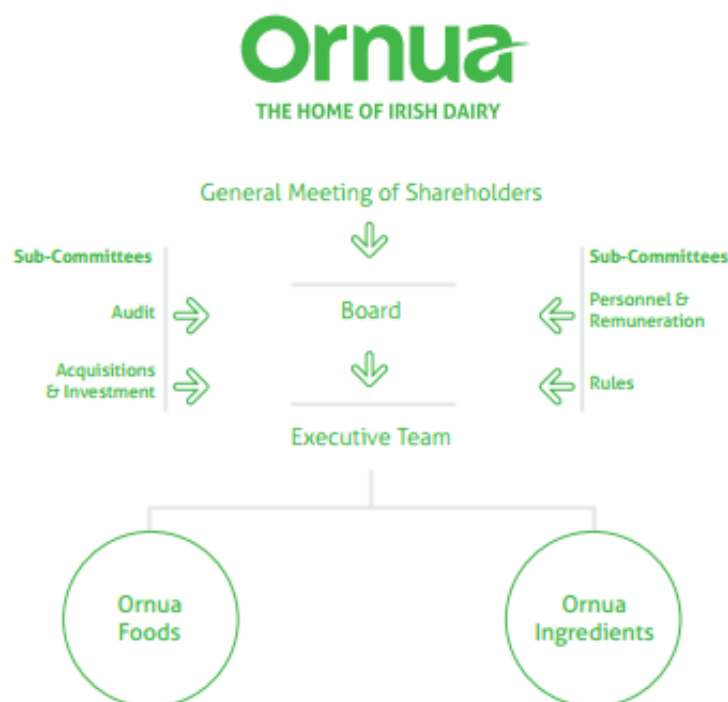 Ornua
THE HOME OF IRISH DAIRY
General Meeting of Shareholders
Sub-Committees
Audit
Acquisitions
& Investment
Board
Executive Team
Sub-Committees
Personnel &
Remuneration
Rules
Ornua
Foods
Ornua
Ingredients